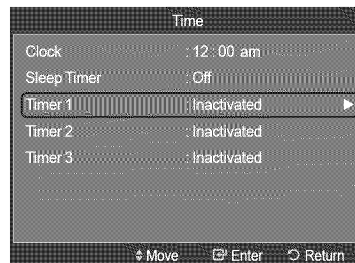 Time
Clock : 12 : 00 am
Sleep Timer : Off
Timer 1 : Inactivated
Timer 2 : Inactivated
Timer 3 : Inactivated
Move Enter Return